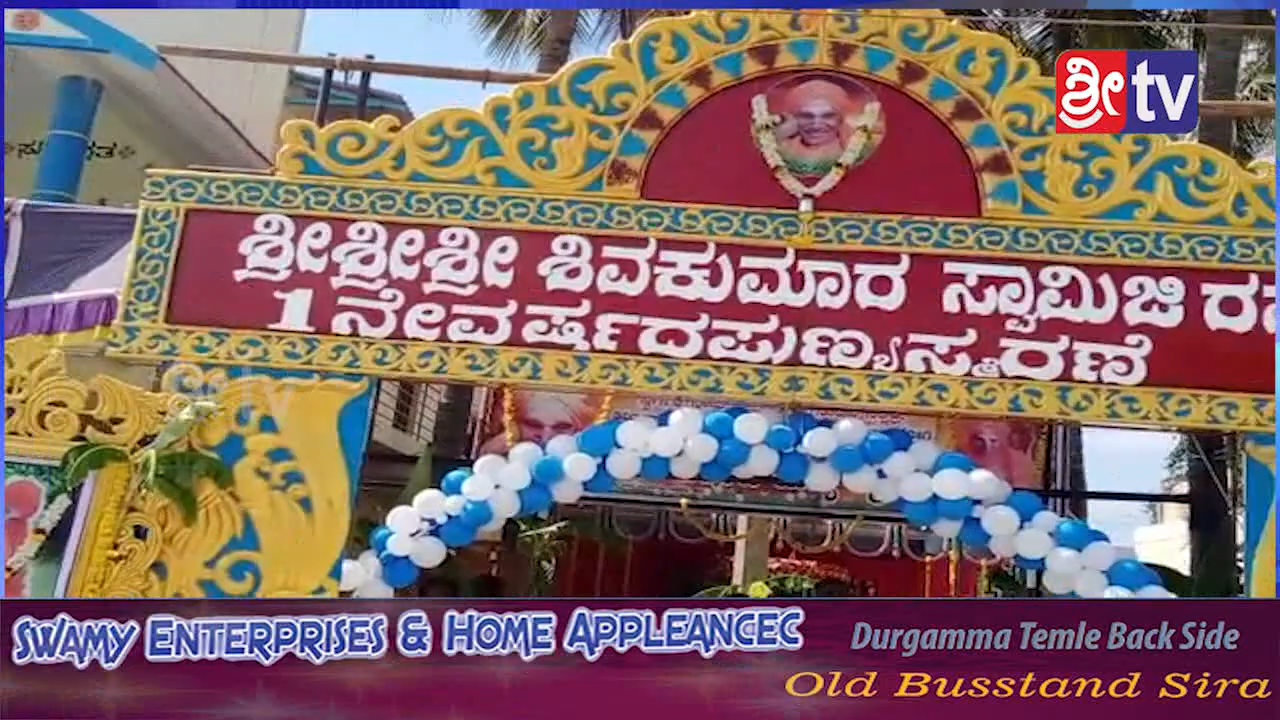 ಶ್ರೀ tv
ಶ್ರೀಶ್ರೀಶ್ರೀ ಶಿವಕುಮಾರ ಸ್ವಾಮಿಜಿ
1 ನೇವರ್ಷದಪುಣ್ಯಸ್ಮರಣೆ
SWAMY ENTERPRISES & HOME APPLEANCEC
Durgamma Temle Back Side
Old Busstand Sira